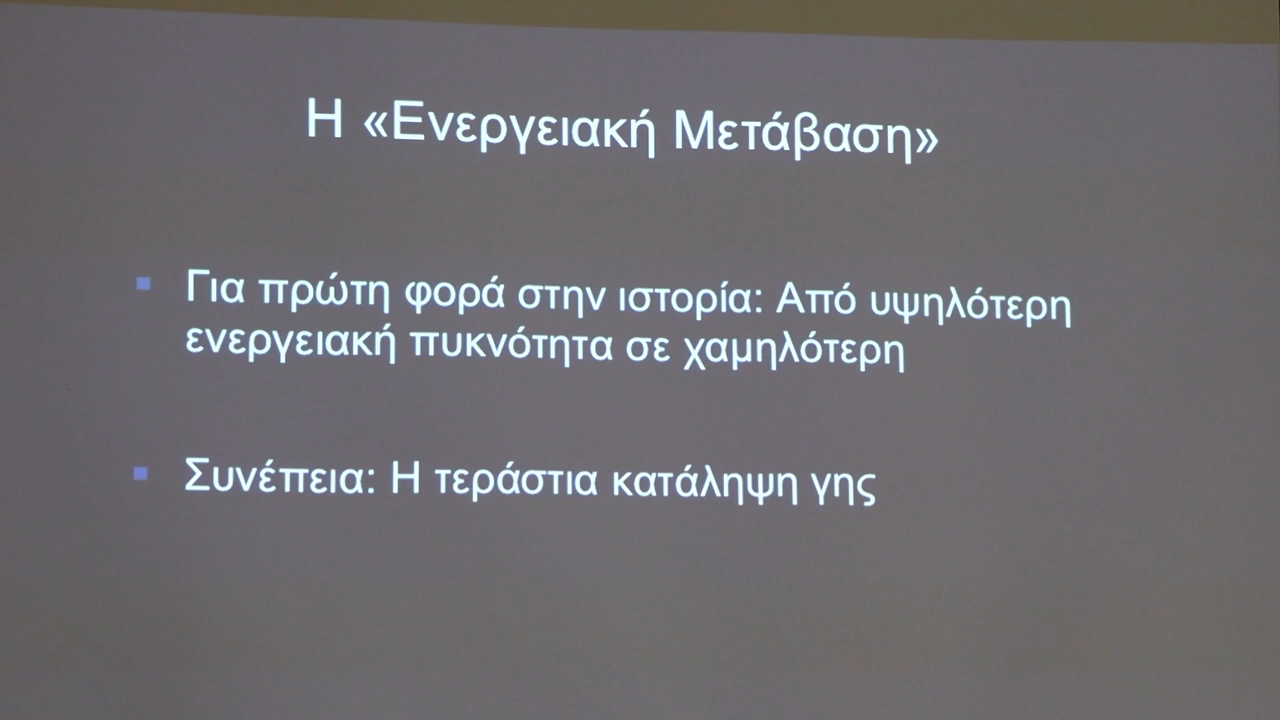 Η «Ενεργειακή Μετάβαση»
▪ Για πρώτη φορά στην ιστορία: Από υψηλότερη
ενεργειακή πυκνότητα σε χαμηλότερη
▪ Συνέπεια: Η τεράστια κατάληψη γης